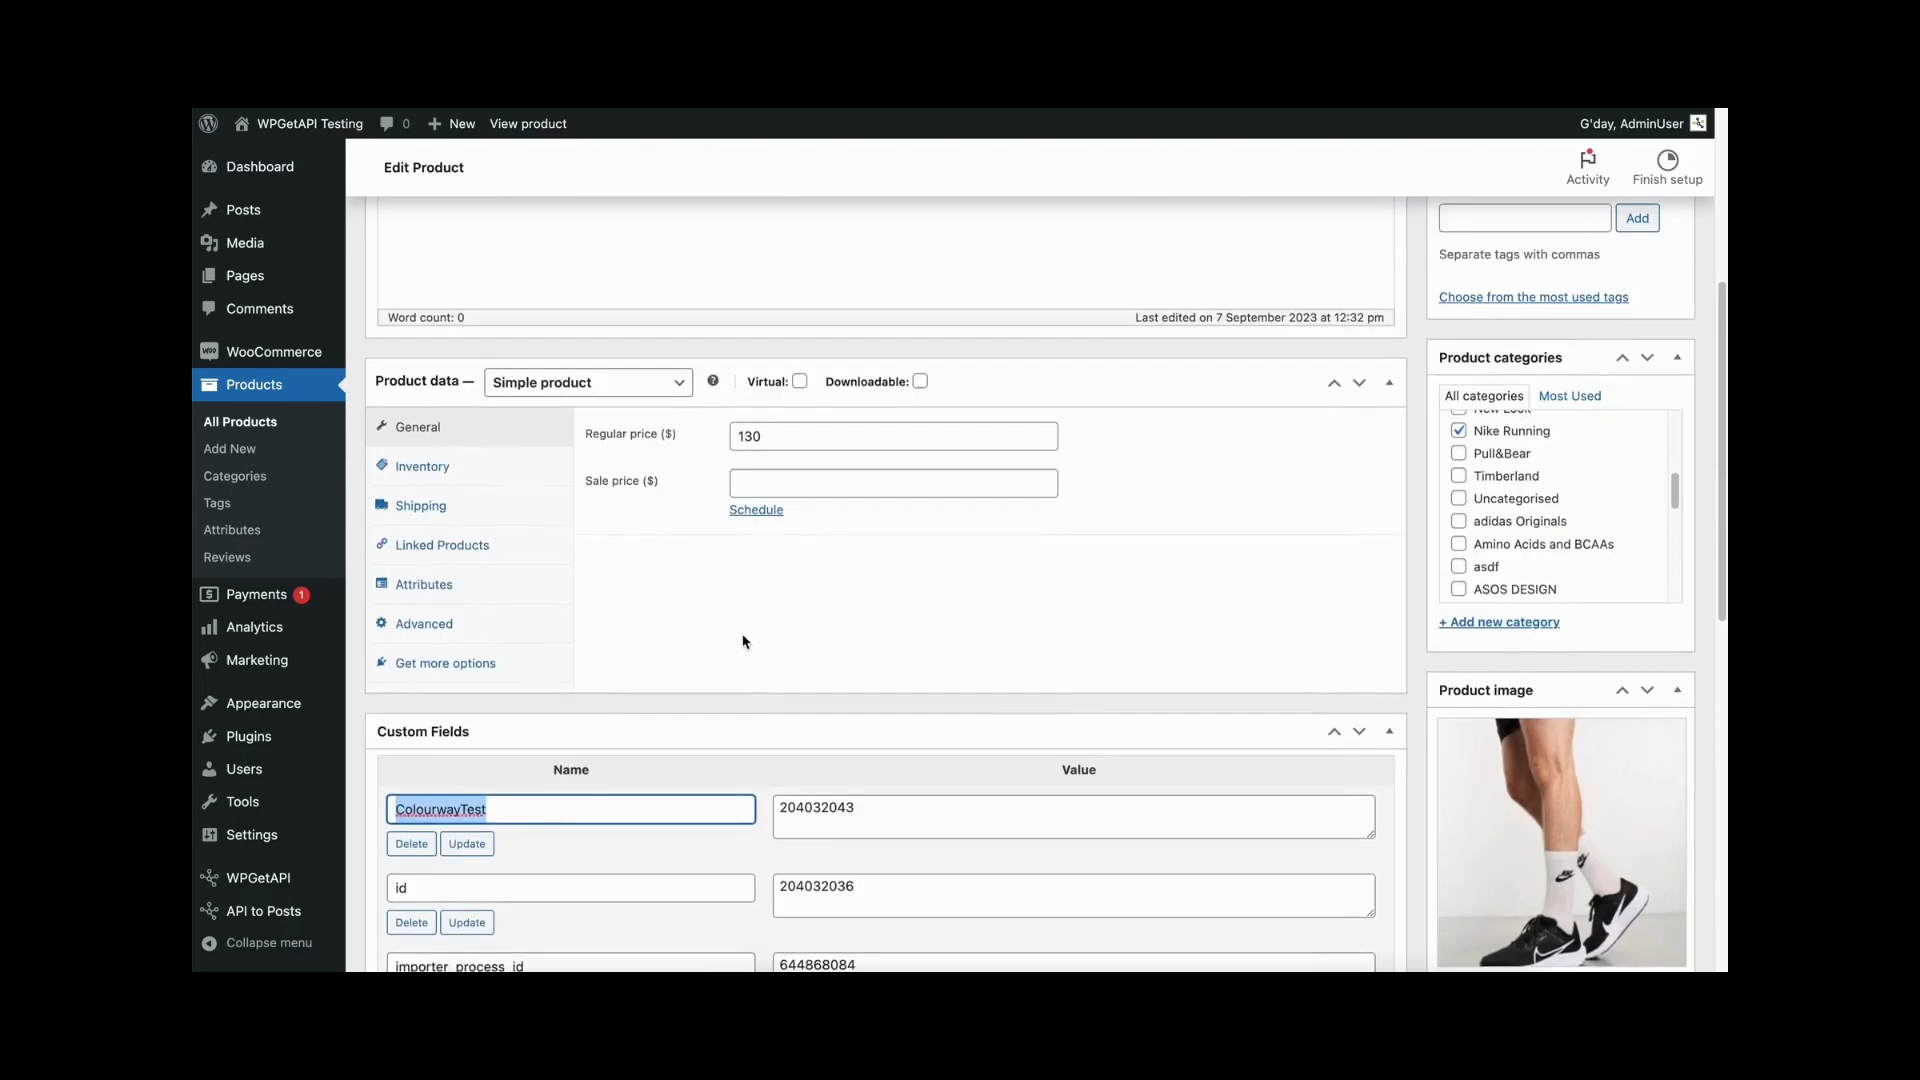 WPGetAPI Testing 0 New View product G'day, AdminUser
Dashboard
Posts
Media
Pages
Comments
WooCommerce
Products
All Products
Add New
Categories
Tags
Attributes
Reviews
Payments 1
Analytics
Marketing
Appearance
Plugins
Users
Tools
Settings
WPGetAPI
API to Posts
Collapse menu
Edit Product
Activity
Finish setup
Word count: 0 Last edited on 7 September 2023 at 12:32 pm
Product data — Simple product Virtual: Downloadable:
General
Inventory
Shipping
Linked Products
Attributes
Advanced
Get more options
Regular price ($) 130
Sale price ($)
Schedule
Custom Fields
Name Value
ColourwayTest 204032043
Delete Update
id 204032036
Delete Update
importer_process_id 644868084
Add
Separate tags with commas
Choose from the most used tags
Product categories
All categories Most Used
New Look
Nike Running
Pull&Bear
Timberland
Uncategorised
adidas Originals
Amino Acids and BCAAs
asdf
ASOS DESIGN
+ Add new category
Product image